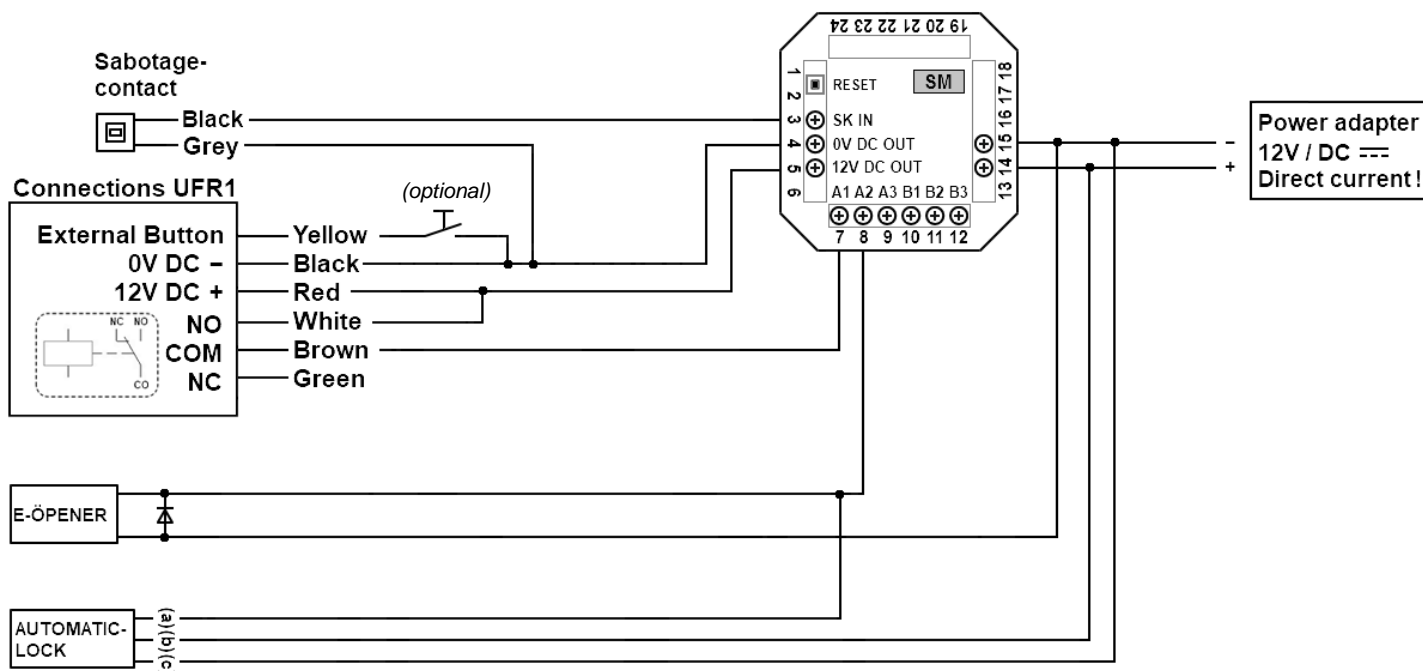 24 23 22 21 20 19
Sabotage-
contact
Black
Grey
1
2
3
4
5
6
RESET
SM
SK IN
0V DC OUT
12V DC OUT
A1 A2 A3 B1 B2 B3
7 8 9 10 11 12
18
17
16
15
14
13
–
+
Power adapter
12V / DC
Direct current!
Connections UFR1
(optional)
External Button
Yellow
0V DC –
Black
12V DC +
Red
NO
White
COM
Brown
NC
Green
NC NO
CO
E-ÖPENER
AUTOMATIC-
LOCK
(a)(b)(c